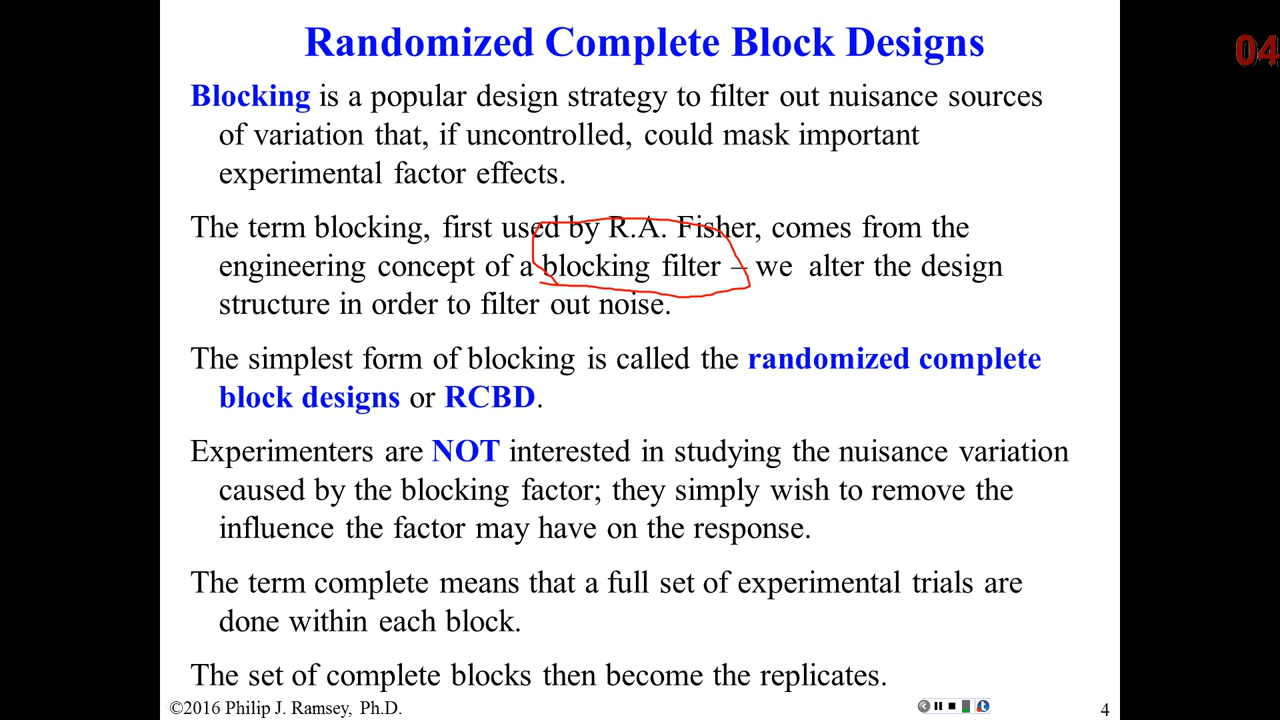 Randomized Complete Block Designs
04
Blocking is a popular design strategy to filter out nuisance sources
of variation that, if uncontrolled, could mask important
experimental factor effects.
The term blocking, first used by R.A. Fisher, comes from the
engineering concept of a blocking filter – we alter the design
structure in order to filter out noise.
The simplest form of blocking is called the randomized complete
block designs or RCBD.
Experimenters are NOT interested in studying the nuisance variation
caused by the blocking factor; they simply wish to remove the
influence the factor may have on the response.
The term complete means that a full set of experimental trials are
done within each block.
The set of complete blocks then become the replicates.
©2016 Philip J. Ramsey, Ph.D.
4